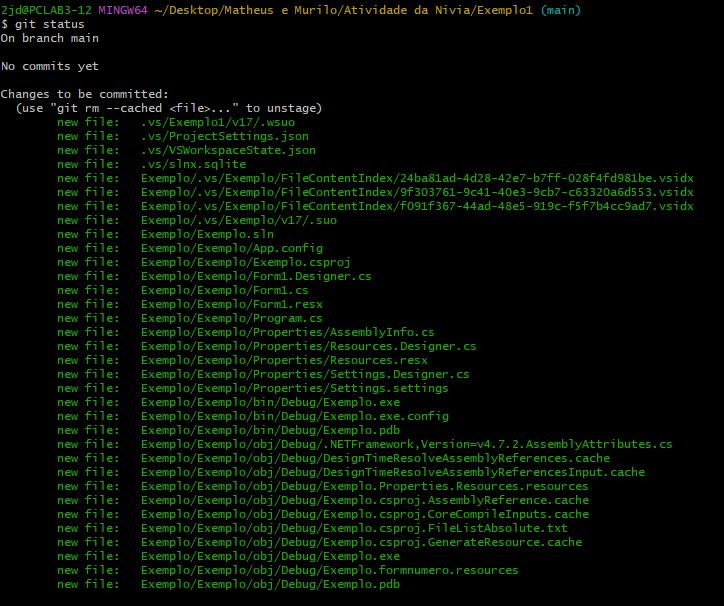 2jd@PCLAB3-12 MINGW64 ~/Desktop/Matheus e Murilo/Atividade da Nivia/Exemplo1 (main)
$ git status
On branch main

No commits yet

Changes to be committed:
  (use "git rm --cached <file>..." to unstage)
        new file:   .vs/Exemplo1/v17/.wsuo
        new file:   .vs/ProjectSettings.json
        new file:   .vs/VSWorkspaceState.json
        new file:   .vs/slnx.sqlite
        new file:   Exemplo/.vs/Exemplo/FileContentIndex/24ba81ad-4d28-42e7-b7ff-028f4fd981be.vsidx
        new file:   Exemplo/.vs/Exemplo/FileContentIndex/9f303761-9c41-40e3-9cb7-c63320a6d553.vsidx
        new file:   Exemplo/.vs/Exemplo/FileContentIndex/f091f367-44ad-48e5-919c-f5f7b4cc9ad7.vsidx
        new file:   Exemplo/.vs/Exemplo/v17/.suo
        new file:   Exemplo/Exemplo.sln
        new file:   Exemplo/Exemplo/App.config
        new file:   Exemplo/Exemplo/Exemplo.csproj
        new file:   Exemplo/Exemplo/Form1.Designer.cs
        new file:   Exemplo/Exemplo/Form1.cs
        new file:   Exemplo/Exemplo/Form1.resx
        new file:   Exemplo/Exemplo/Program.cs
        new file:   Exemplo/Exemplo/Properties/AssemblyInfo.cs
        new file:   Exemplo/Exemplo/Properties/Resources.Designer.cs
        new file:   Exemplo/Exemplo/Properties/Resources.resx
        new file:   Exemplo/Exemplo/Properties/Settings.Designer.cs
        new file:   Exemplo/Exemplo/Properties/Settings.settings
        new file:   Exemplo/Exemplo/bin/Debug/Exemplo.exe
        new file:   Exemplo/Exemplo/bin/Debug/Exemplo.exe.config
        new file:   Exemplo/Exemplo/bin/Debug/Exemplo.pdb
        new file:   Exemplo/Exemplo/obj/Debug/.NETFramework,Version=v4.7.2.AssemblyAttributes.cs
        new file:   Exemplo/Exemplo/obj/Debug/DesignTimeResolveAssemblyReferences.cache
        new file:   Exemplo/Exemplo/obj/Debug/DesignTimeResolveAssemblyReferencesInput.cache
        new file:   Exemplo/Exemplo/obj/Debug/Exemplo.Properties.Resources.resources
        new file:   Exemplo/Exemplo/obj/Debug/Exemplo.csproj.AssemblyReference.cache
        new file:   Exemplo/Exemplo/obj/Debug/Exemplo.csproj.CoreCompileInputs.cache
        new file:   Exemplo/Exemplo/obj/Debug/Exemplo.csproj.FileListAbsolute.txt
        new file:   Exemplo/Exemplo/obj/Debug/Exemplo.csproj.GenerateResource.cache
        new file:   Exemplo/Exemplo/obj/Debug/Exemplo.exe
        new file:   Exemplo/Exemplo/obj/Debug/Exemplo.formnumero.resources
        new file:   Exemplo/Exemplo/obj/Debug/Exemplo.pdb